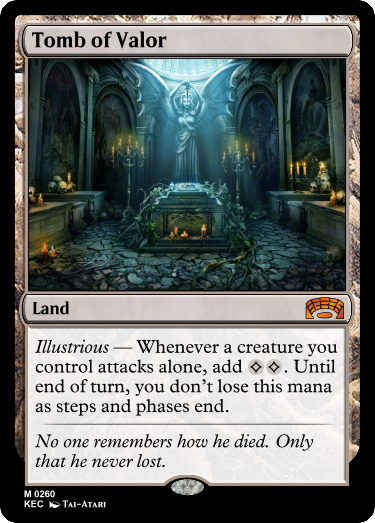 Tomb of Valor
Land
Illustrious — Whenever a creature you
control attacks alone, add ◇◇. Until
end of turn, you don't lose this mana
as steps and phases end.
No one remembers how he died. Only
that he never lost.
M 0260
KEC Tai-Atari